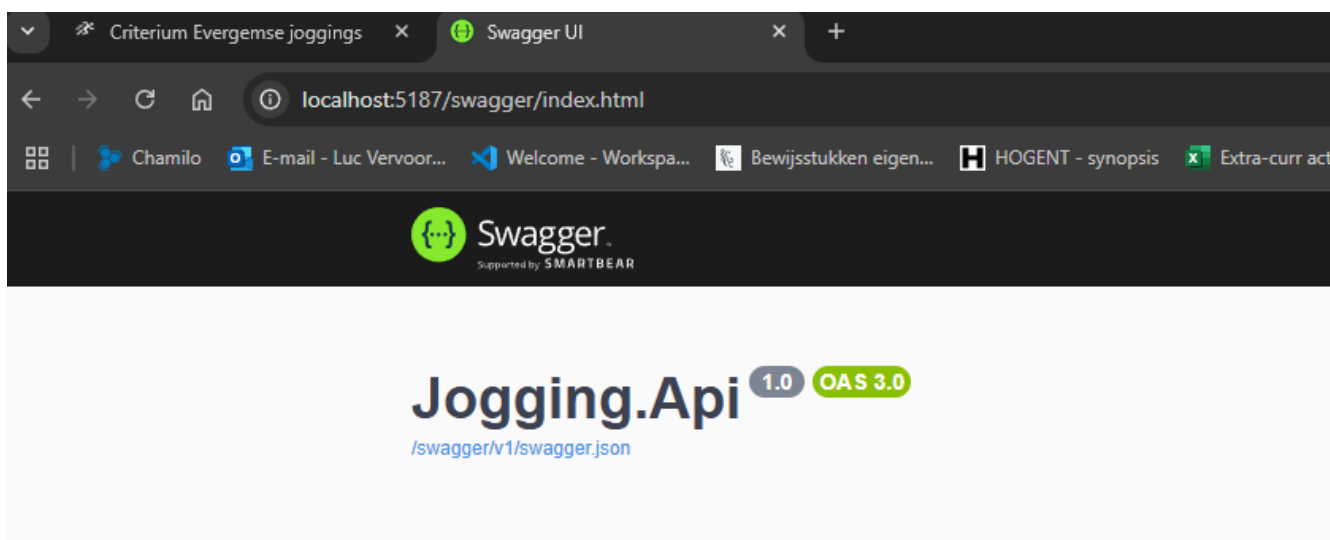 Criterium Evergemse joggings
Swagger UI
localhost:5187/swagger/index.html
Chamilo E-mail - Luc Vervoor... Welcome - Workspa... Bewijsstukken eigen... HOGENT - synopsis Extra-curr act
{···} Swagger.
Supported by SMARTBEAR
Jogging.Api 1.0 OAS 3.0
/swagger/v1/swagger.json